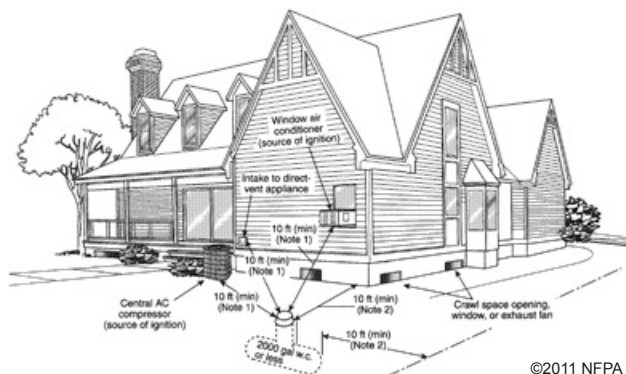 Window air
conditioner
(source of ignition)
Intake to direct-
vent appliance
10 ft (min)
(Note 1)
10 ft (min)
(Note 1)
10 ft (min)
(Note 1)
Central AC
compressor
(source of ignition)
10 ft (min)
(Note 2)
Crawl space opening,
window, or exhaust fan
2000 gal w.c.
or less
10 ft (min)
(Note 2)
©2011 NFPA